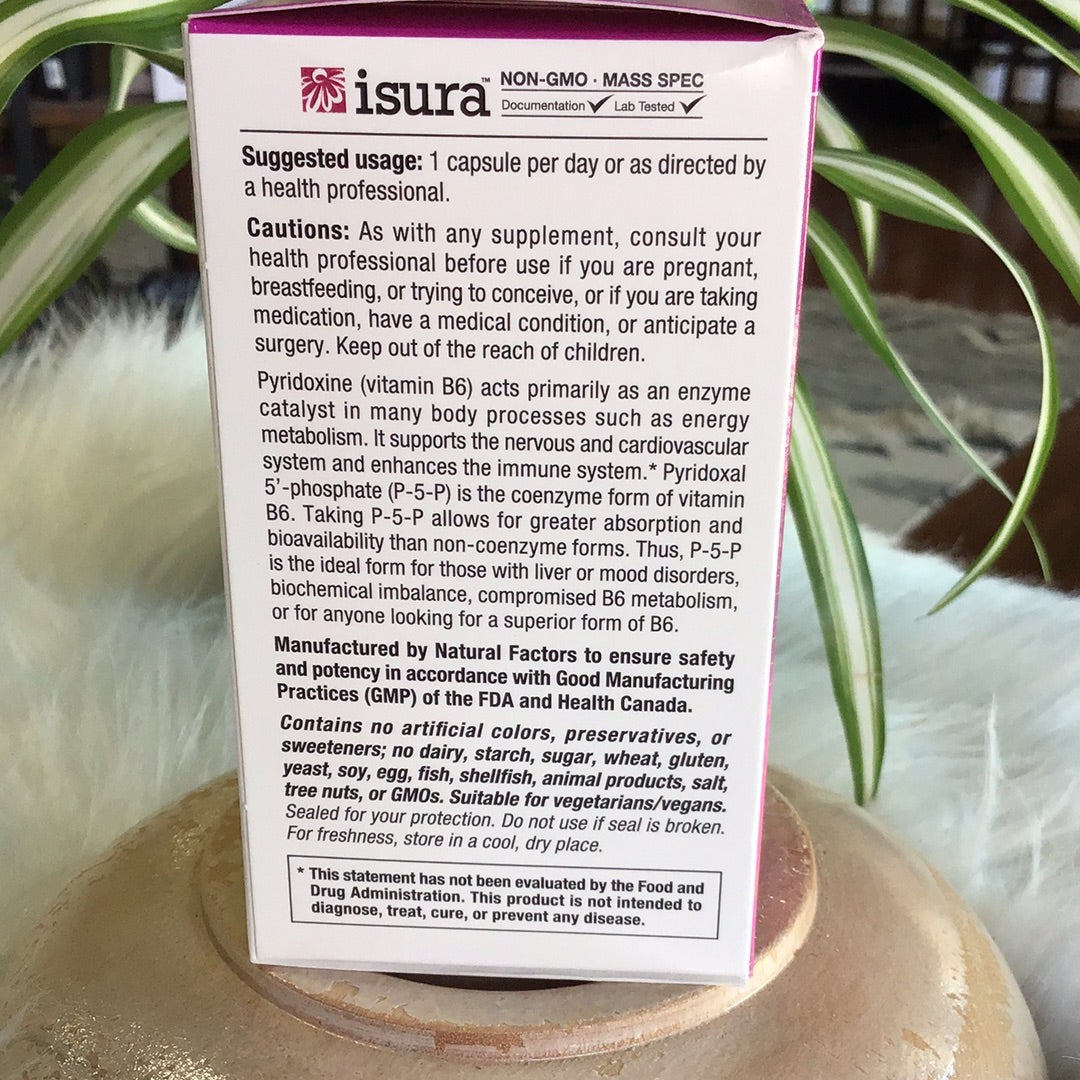 isura™ NON-GMO · MASS SPEC
Documentation ✓ Lab Tested ✓
Suggested usage: 1 capsule per day or as directed by
a health professional.
Cautions: As with any supplement, consult your
health professional before use if you are pregnant,
breastfeeding, or trying to conceive, or if you are taking
medication, have a medical condition, or anticipate a
surgery. Keep out of the reach of children.
Pyridoxine (vitamin B6) acts primarily as an enzyme
catalyst in many body processes such as energy
metabolism. It supports the nervous and cardiovascular
system and enhances the immune system.* Pyridoxal
5’-phosphate (P-5-P) is the coenzyme form of vitamin
B6. Taking P-5-P allows for greater absorption and
bioavailability than non-coenzyme forms. Thus, P-5-P
is the ideal form for those with liver or mood disorders,
biochemical imbalance, compromised B6 metabolism,
or for anyone looking for a superior form of B6.
Manufactured by Natural Factors to ensure safety
and potency in accordance with Good Manufacturing
Practices (GMP) of the FDA and Health Canada.
Contains no artificial colors, preservatives, or
sweeteners; no dairy, starch, sugar, wheat, gluten,
yeast, soy, egg, fish, shellfish, animal products, salt,
tree nuts, or GMOs. Suitable for vegetarians/vegans.
Sealed for your protection. Do not use if seal is broken.
For freshness, store in a cool, dry place.
* This statement has not been evaluated by the Food and
Drug Administration. This product is not intended to
diagnose, treat, cure, or prevent any disease.